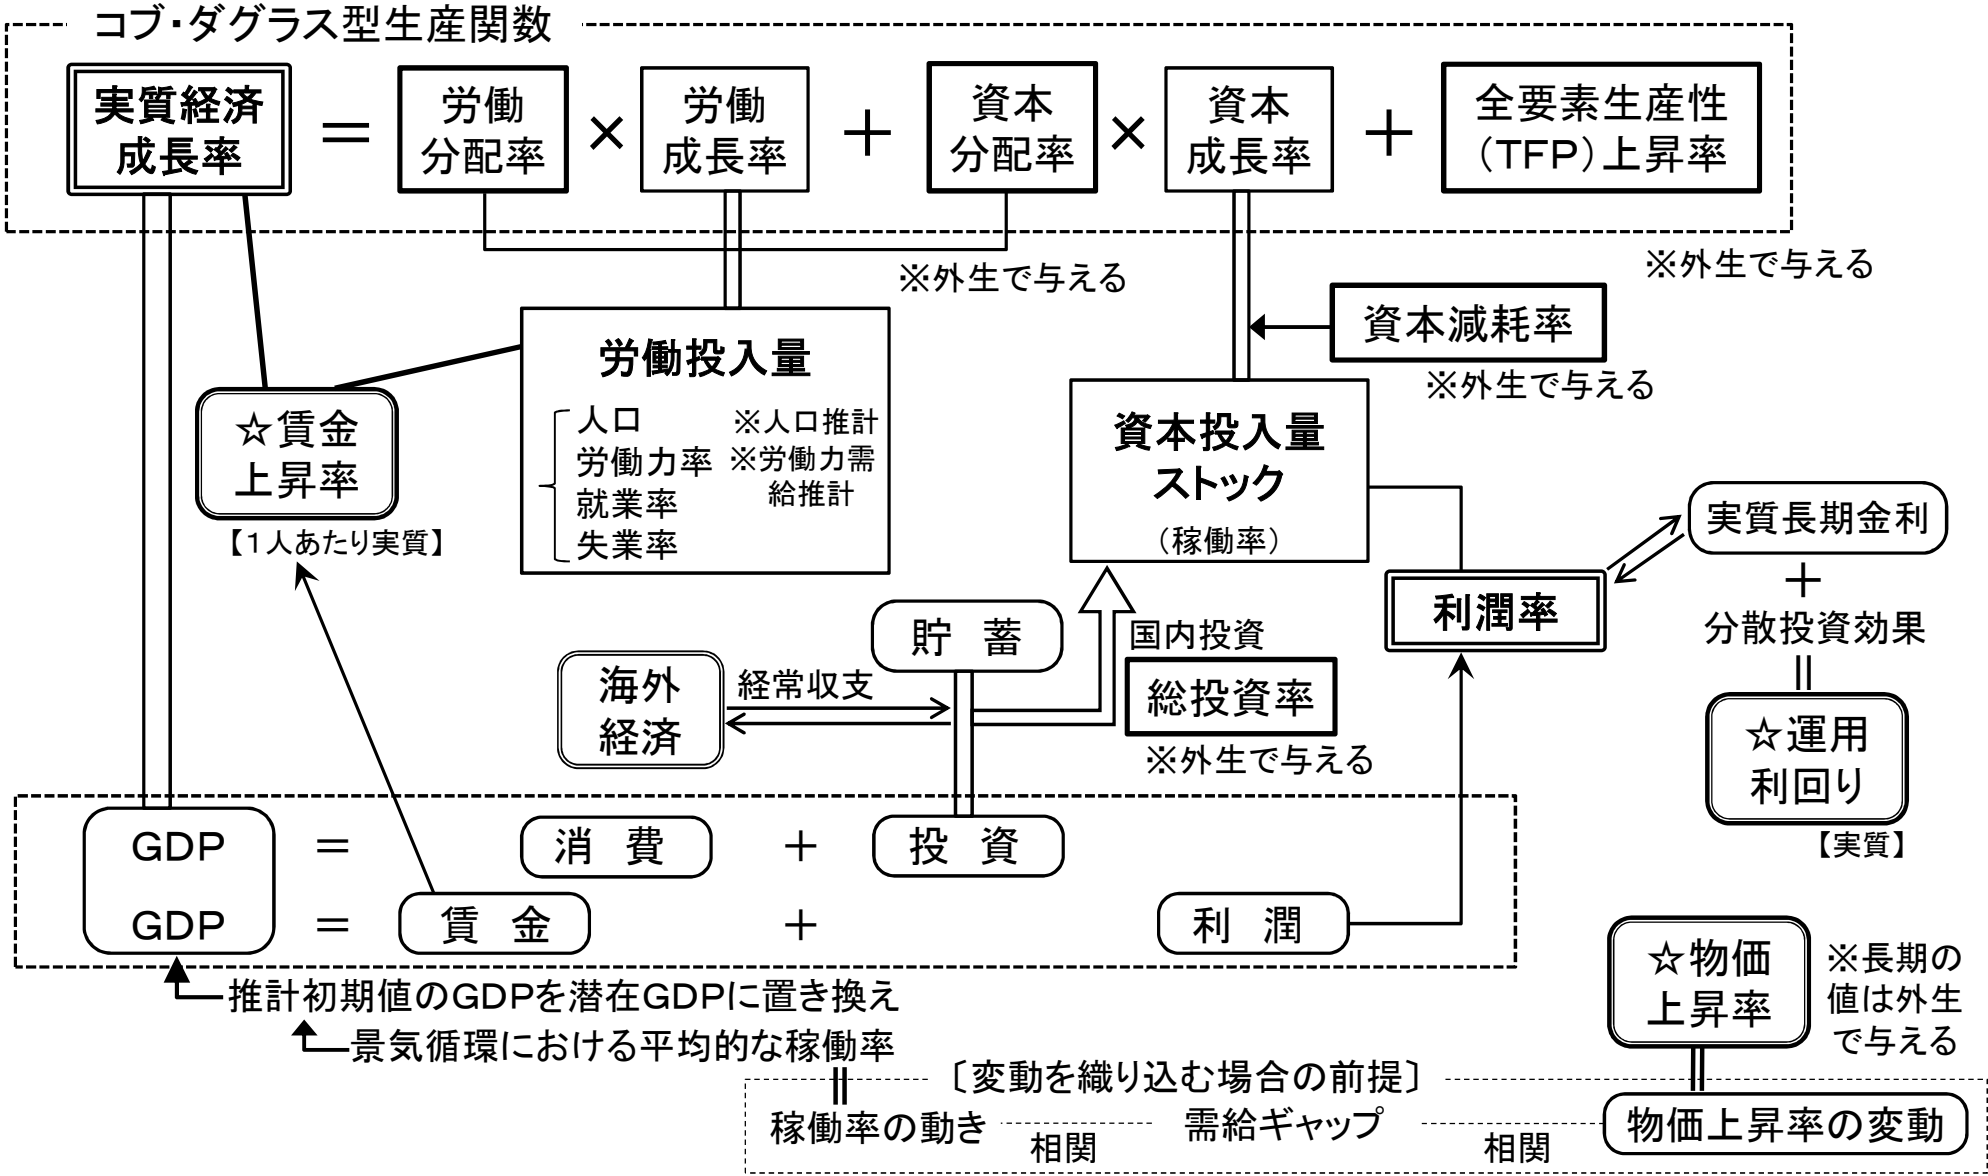 コブ・ダグラス型生産関数
実質経済
成長率
＝
労働
分配率
×
労働
成長率
＋
資本
分配率
×
資本
成長率
＋
全要素生産性
（TFP）上昇率
※外生で与える
※外生で与える
資本減耗率
※外生で与える
労働投入量
人口 ※人口推計
労働力率 ※労働力需
給推計
就業率
失業率
☆賃金
上昇率
【1人あたり実質】
資本投入量
ストック
（稼働率）
実質長期金利
＋
分散投資効果
☆運用
利回り
【実質】
利潤率
貯 蓄
国内投資
総投資率
※外生で与える
海外
経済
経常収支
GDP ＝ 消 費 ＋ 投 資
GDP ＝ 賃 金 ＋ 利 潤
推計初期値のGDPを潜在GDPに置き換え
景気循環における平均的な稼働率
☆物価
上昇率
※長期の
値は外生
で与える
〔変動を織り込む場合の前提〕
稼働率の動き 相関 需給ギャップ 相関 物価上昇率の変動